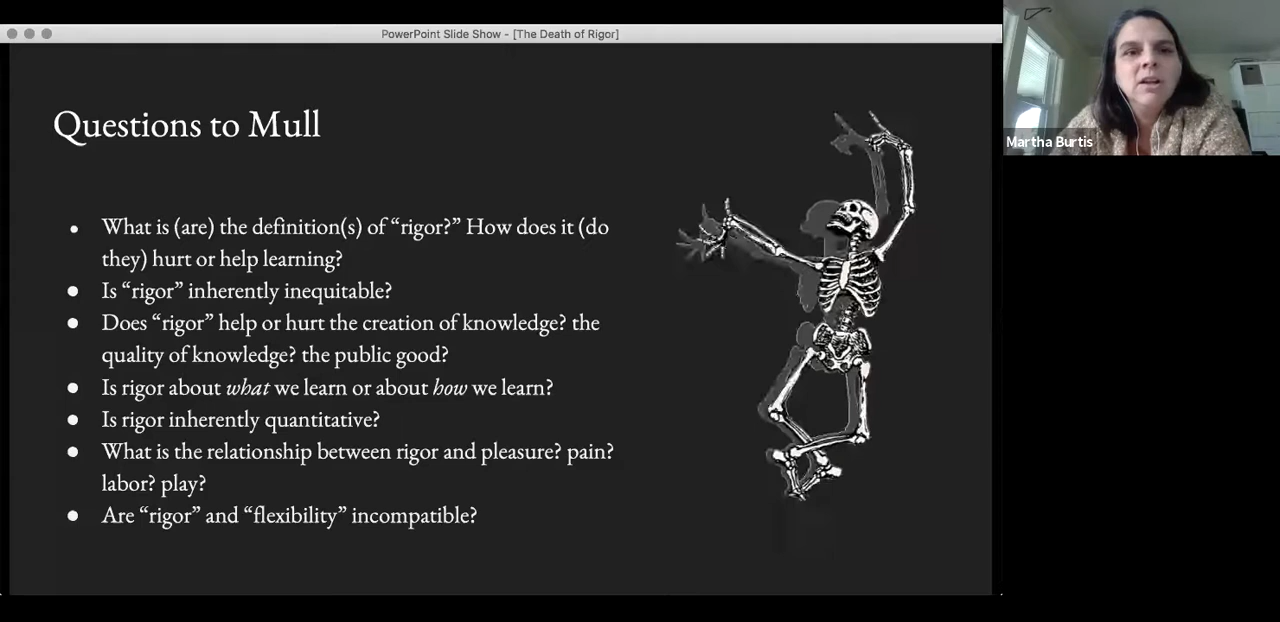 PowerPoint Slide Show - [The Death of Rigor]
Questions to Mull
● What is (are) the definition(s) of “rigor?” How does it (do
they) hurt or help learning?
● Is “rigor” inherently inequitable?
● Does “rigor” help or hurt the creation of knowledge? the
quality of knowledge? the public good?
● Is rigor about what we learn or about how we learn?
● Is rigor inherently quantitative?
● What is the relationship between rigor and pleasure? pain?
labor? play?
● Are “rigor” and “flexibility” incompatible?
Martha Burtis